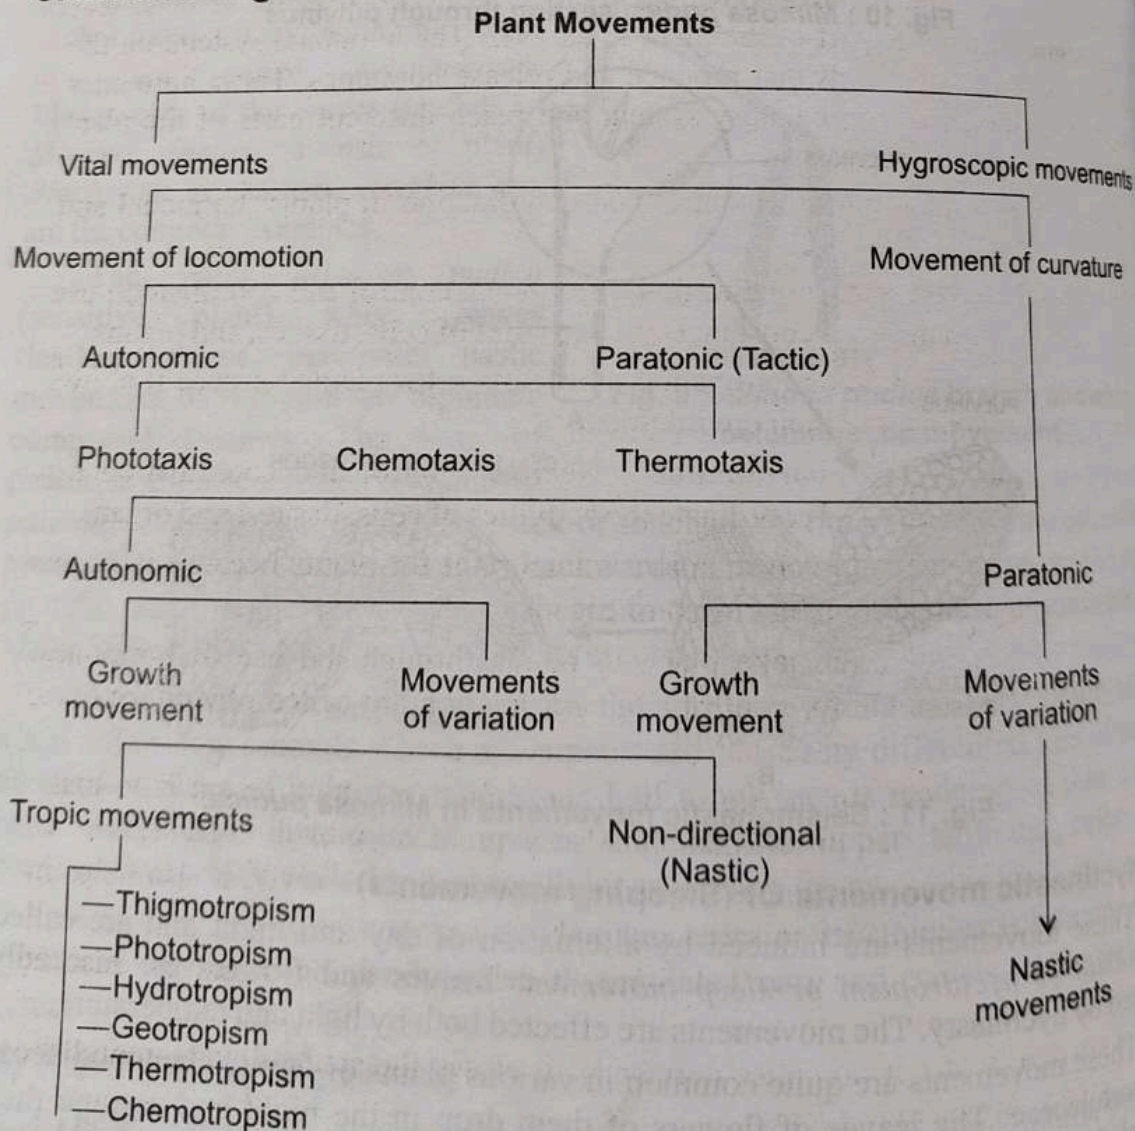 Plant Movements
Vital movements
Hygroscopic movements
Movement of locomotion
Movement of curvature
Autonomic
Paratonic (Tactic)
Phototaxis
Chemotaxis
Thermotaxis
Autonomic
Paratonic
Growth
movement
Movements
of variation
Growth
movement
Movements
of variation
Tropic movements
Non-directional
(Nastic)
Thigmotropism
Phototropism
Hydrotropism
Geotropism
Thermotropism
Chemotropism
Nastic
movements